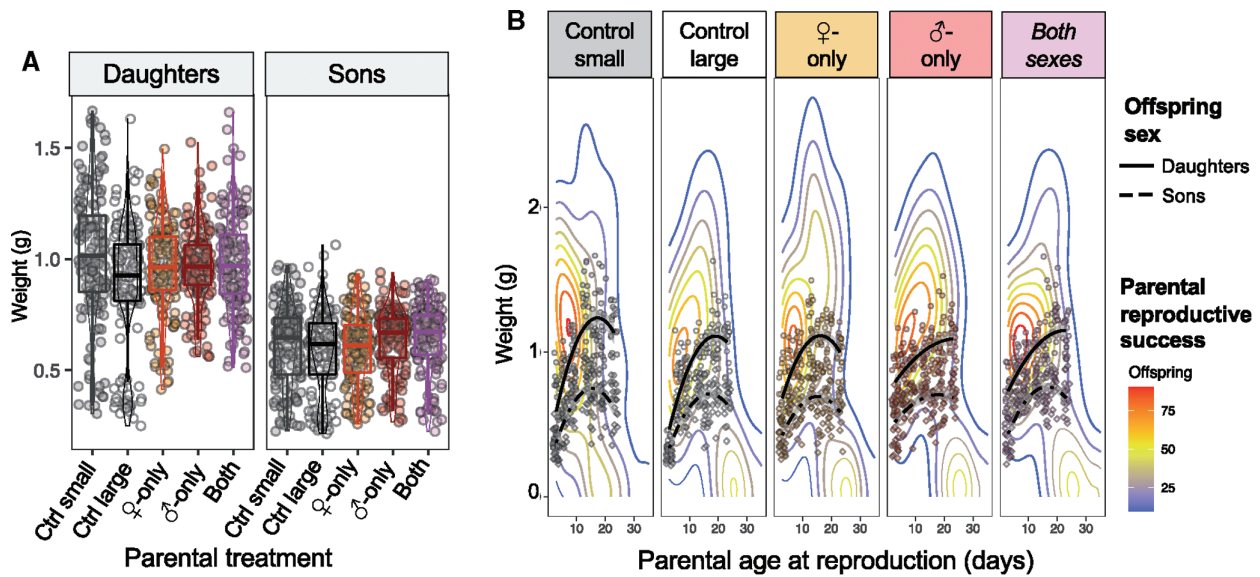 A
Daughters
Sons
Weight (g)
1.5
1.0
0.5
Ctrl small
Ctrl large
♀-only
♂-only
Both
Ctrl small
Ctrl large
♀-only
♂-only
Both
Parental treatment
B
Control
small
Control
large
♀-
only
♂-
only
Both
sexes
Weight (g)
2
1
0
10 20 30
10 20 30
10 20 30
10 20 30
10 20 30
Parental age at reproduction (days)
Offspring
sex
Daughters
Sons
Parental
reproductive
success
Offspring
75
50
25